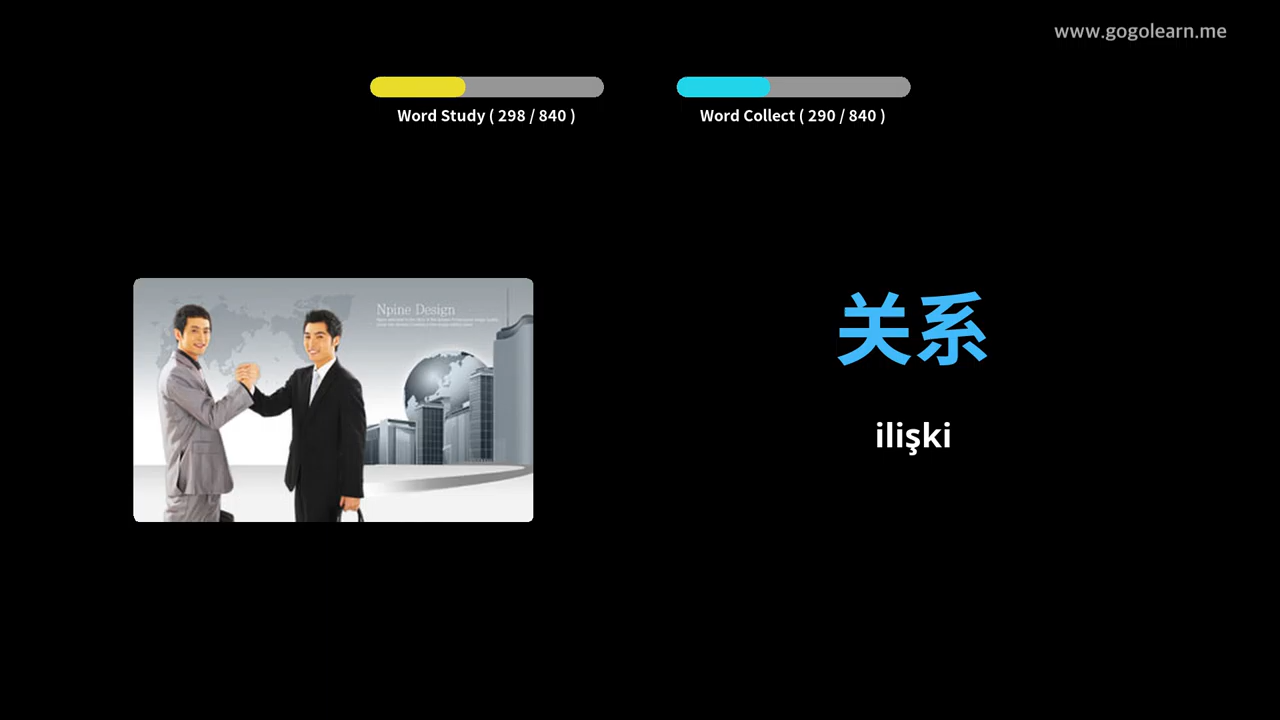 www.gogolearn.me
Word Study ( 298 / 840 )
Word Collect ( 290 / 840 )
Npine Design
关系
ilişki